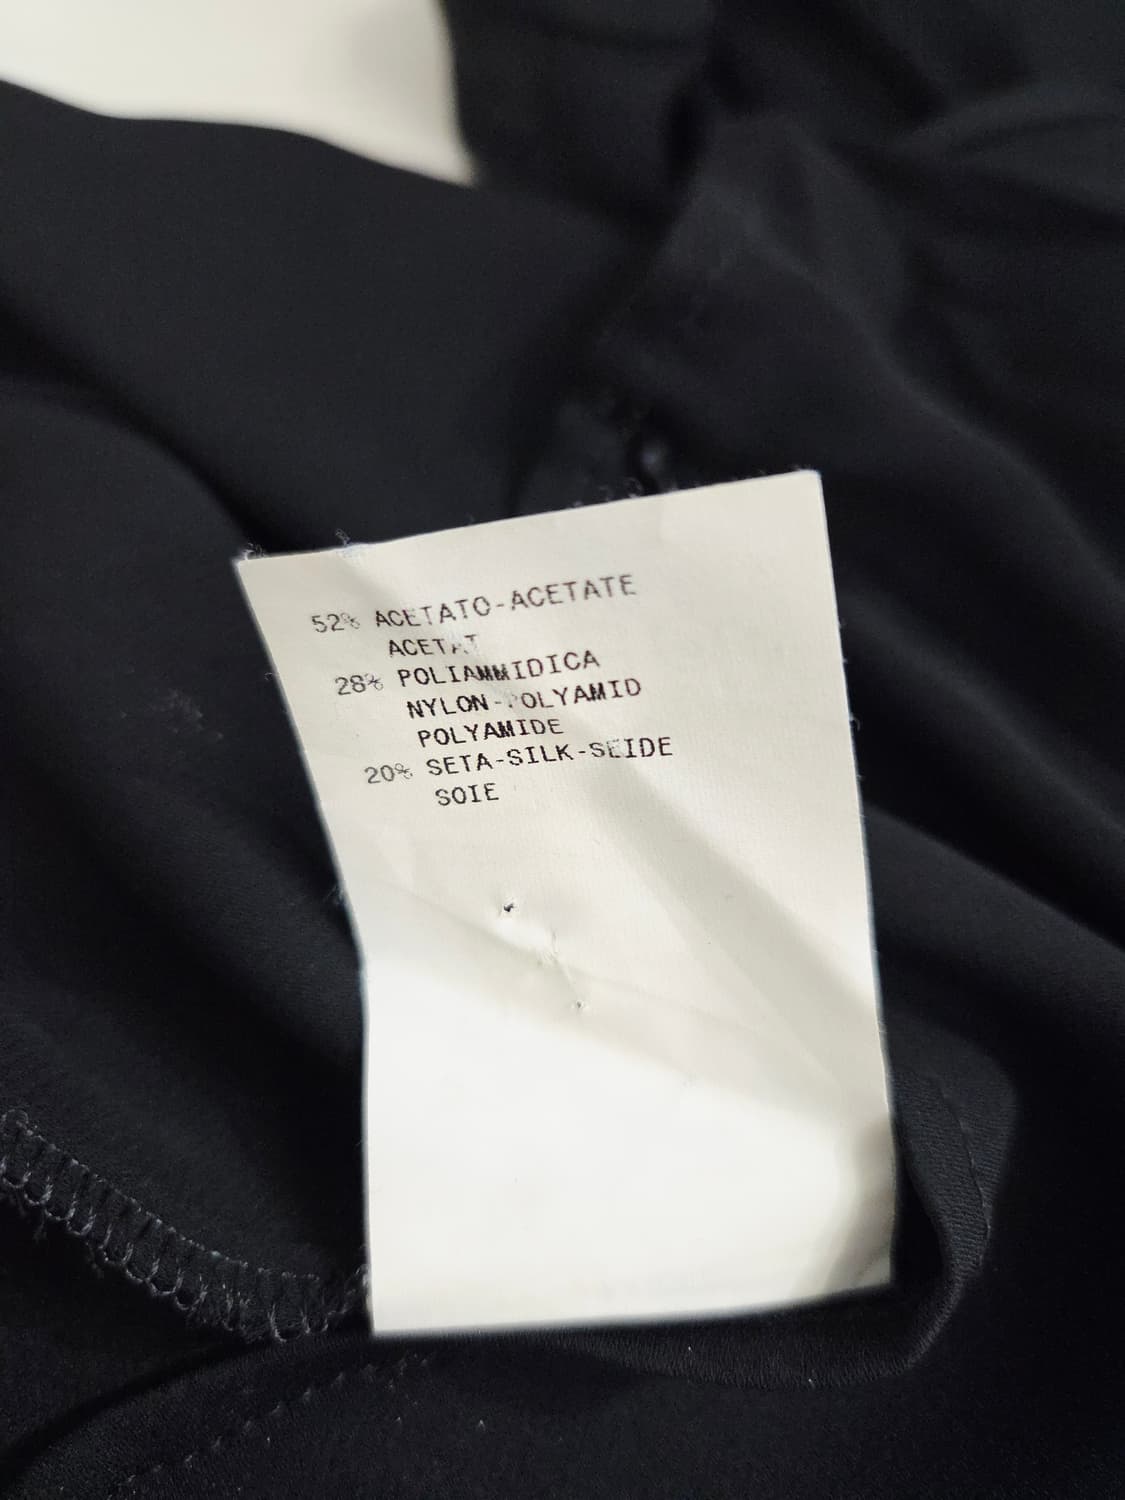 52% ACETATO-ACETATE
ACETAT
28% POLIAMMIDICA
NYLON-POLYAMID
POLYAMIDE
20% SETA-SILK-SEIDE
SOIE